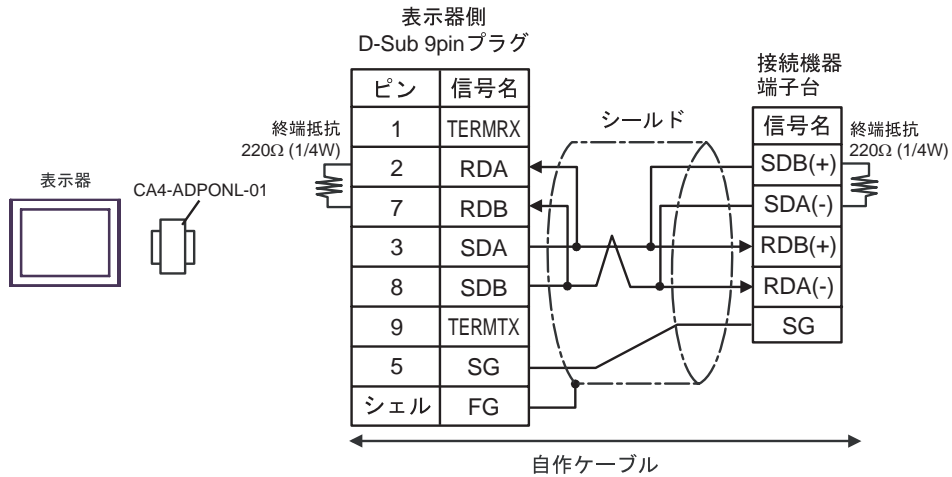 表示器側
D-Sub 9pinプラグ
接続機器
端子台
ピン 信号名
1 TERMRX
2 RDA
7 RDB
3 SDA
8 SDB
9 TERMTX
5 SG
シェル FG
終端抵抗
220Ω (1/4W)
表示器
CA4-ADPONL-01
シールド
信号名
SDB(+)
SDA(-)
RDB(+)
RDA(-)
SG
終端抵抗
220Ω (1/4W)
自作ケーブル